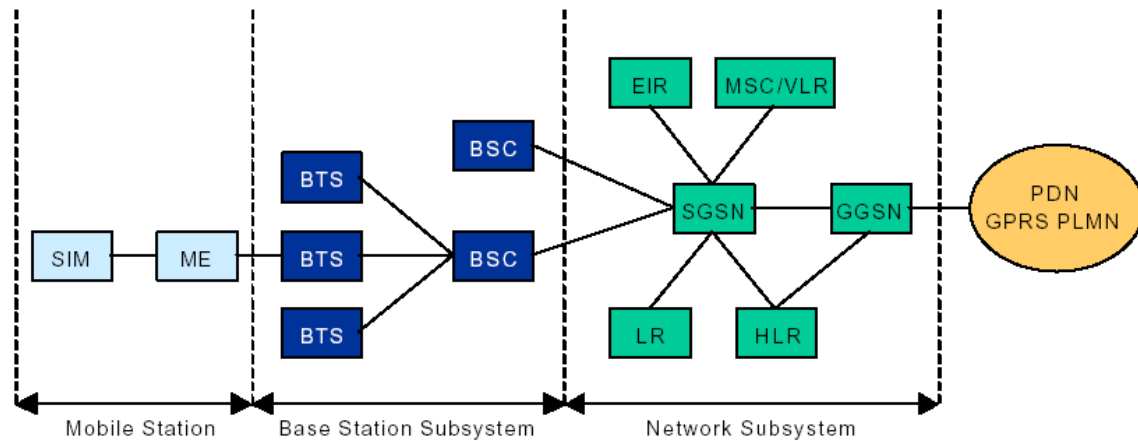 EIR
MSC/VLR
BSC
BTS
SGSN
GGSN
PDN
GPRS PLMN
SIM
ME
BTS
BSC
BTS
LR
HLR
Mobile Station
Base Station Subsystem
Network Subsystem